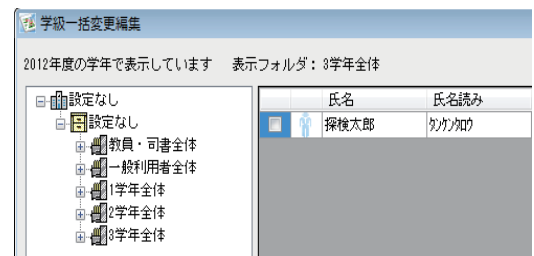 学級一括変更編集
2012年度の学年で表示しています 表示フォルダ：3学年全体
設定なし
設定なし
教員・司書全体
一般利用者全体
1学年全体
2学年全体
3学年全体
氏名 氏名読み
探検太郎 ﾀﾝｹﾝﾀﾛｳ